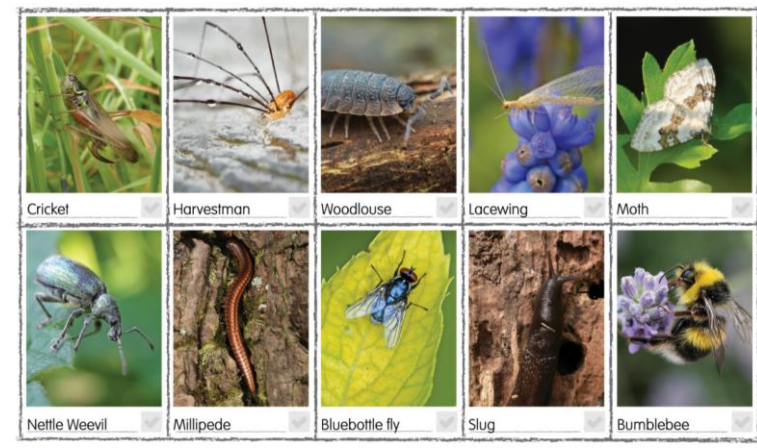 Cricket
Harvestman
Woodlouse
Lacewing
Moth
Nettle Weevil
Millipede
Bluebottle fly
Slug
Bumblebee